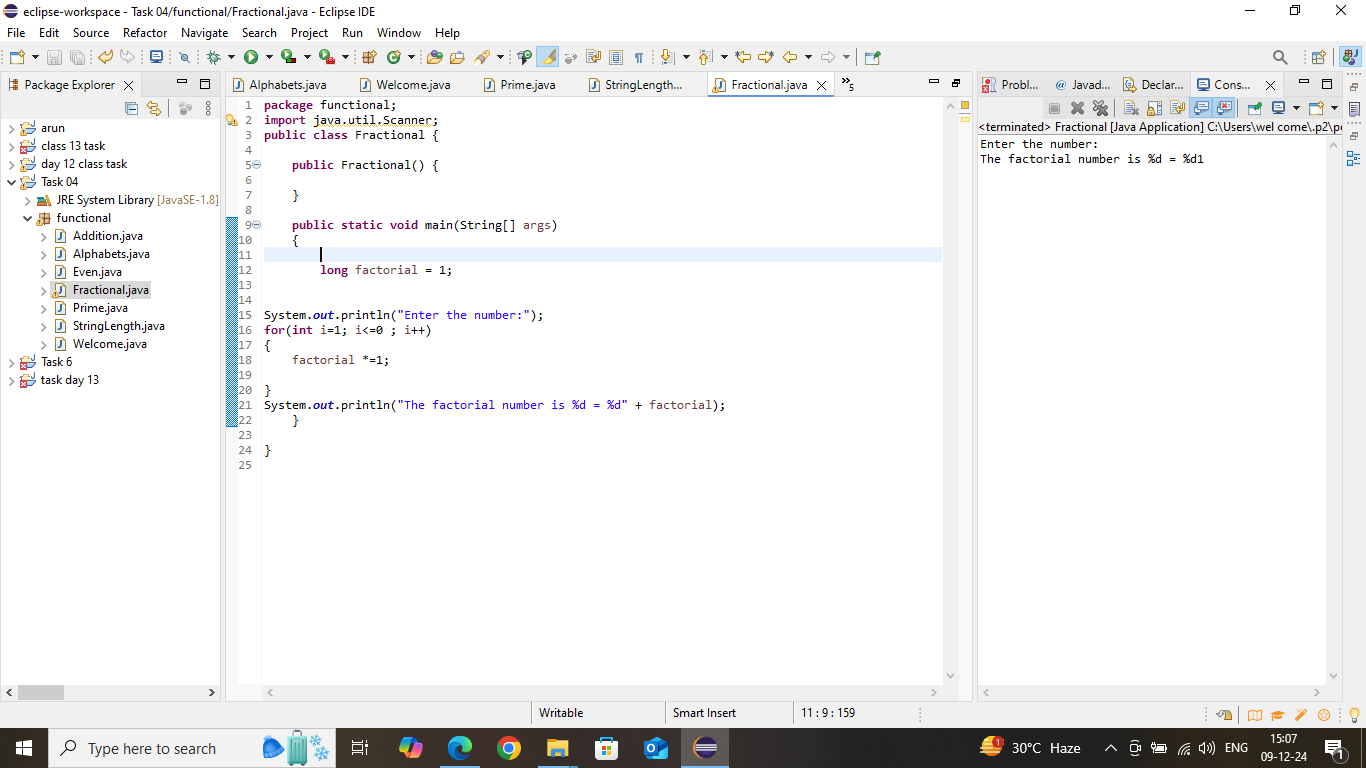 eclipse-workspace - Task 04/functional/Fractional.java - Eclipse IDE
File Edit Source Refactor Navigate Search Project Run Window Help
Package Explorer
arun
class 13 task
day 12 class task
Task 04
JRE System Library [JavaSE-1.8]
functional
Addition.java
Alphabets.java
Even.java
Fractional.java
Prime.java
StringLength.java
Welcome.java
Task 6
task day 13
Alphabets.java Welcome.java Prime.java StringLength... Fractional.java »5
1 package functional;
2 import java.util.Scanner;
3 public class Fractional {
4
5 public Fractional() {
6
7 }
8
9 public static void main(String[] args)
10 {
11
12 long factorial = 1;
13
14
15 System.out.println("Enter the number:");
16 for(int i=1; i<=0 ; i++)
17 {
18 factorial *=1;
19
20 }
21 System.out.println("The factorial number is %d = %d" + factorial);
22 }
23
24 }
25
Probl... @ Javad... Declar... Cons...
<terminated> Fractional [Java Application] C:\Users\wel come\.p2\p
Enter the number:
The factorial number is %d = %d1
Writable Smart Insert 11 : 9 : 159
Type here to search
30°C Haze ENG 15:07
09-12-24
1